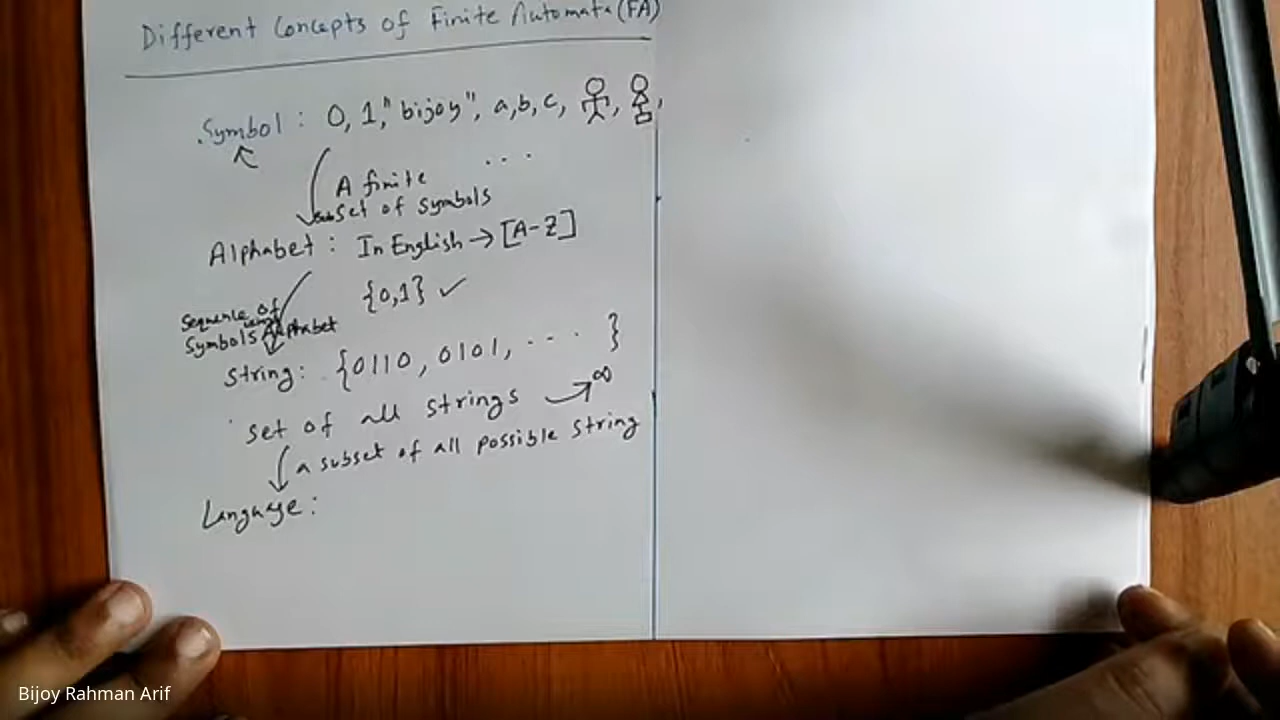 Different Concepts of Finite Automata (FA)
Symbol : 0, 1, "bijoy", a, b, c, , ,
. . .
A finite
subset of symbols
Alphabet : In English → [A-Z]
{0,1} ✓
Sequence of
Symbols Alphabet
String: {0110, 0101, . . . }
set of all strings → ∞
a subset of all possible string
Language:
Bijoy Rahman Arif